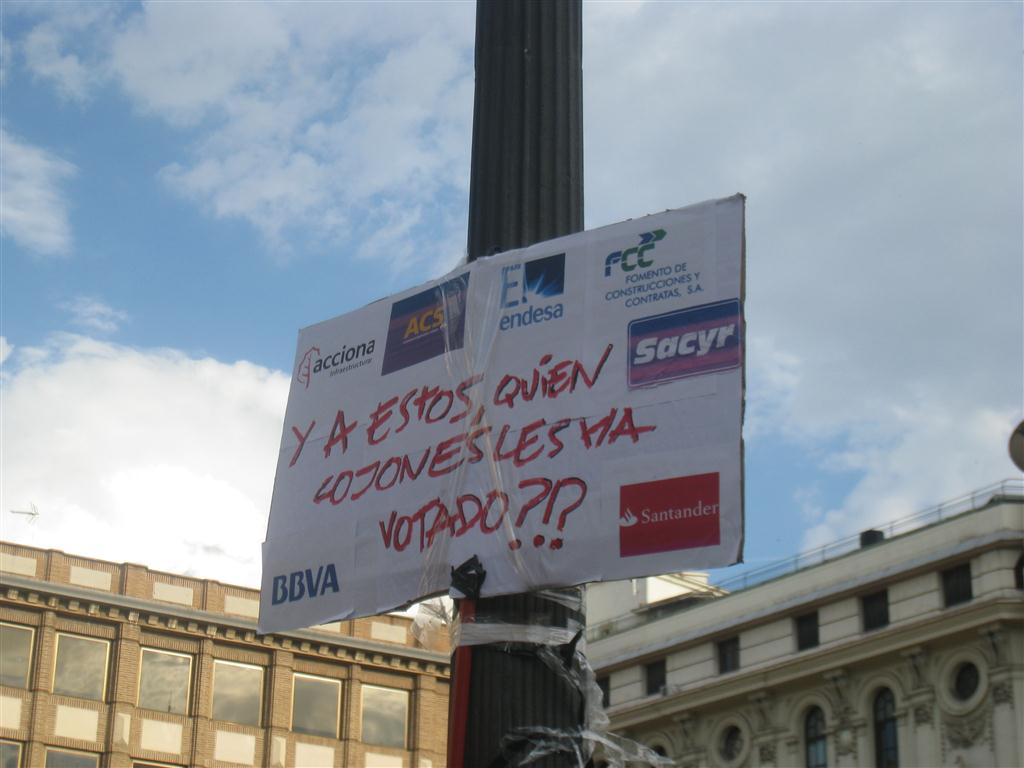 acciona
Infraestructuras
ACS
endesa
FCC
FOMENTO DE
CONSTRUCCIONES Y
CONTRATAS, S.A.
sacyr
Y A ESTOS, QUIEN
COJONES LES HA
VOTADO?!?
Santander
BBVA